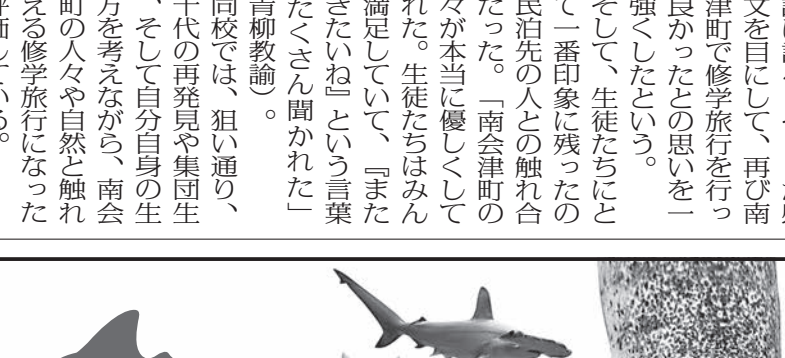 文を目にして、再び南
津町で修学旅行を行っ
良かったとの思いを一
強くしたという。
そして、生徒たちにと
て一番印象に残ったの
民泊先の人との触れ合
だった。「南会津町の
々が本当に優しくして
れた。生徒たちはみん
満足していて、『また
きたいね』という言葉
たくさん聞かれた」
青柳教諭）。
同校では、狙い通り、
千代の再発見や集団生
、そして自分自身の生
方を考えながら、南会
町の人々や自然と触れ
える修学旅行になった
評価している。